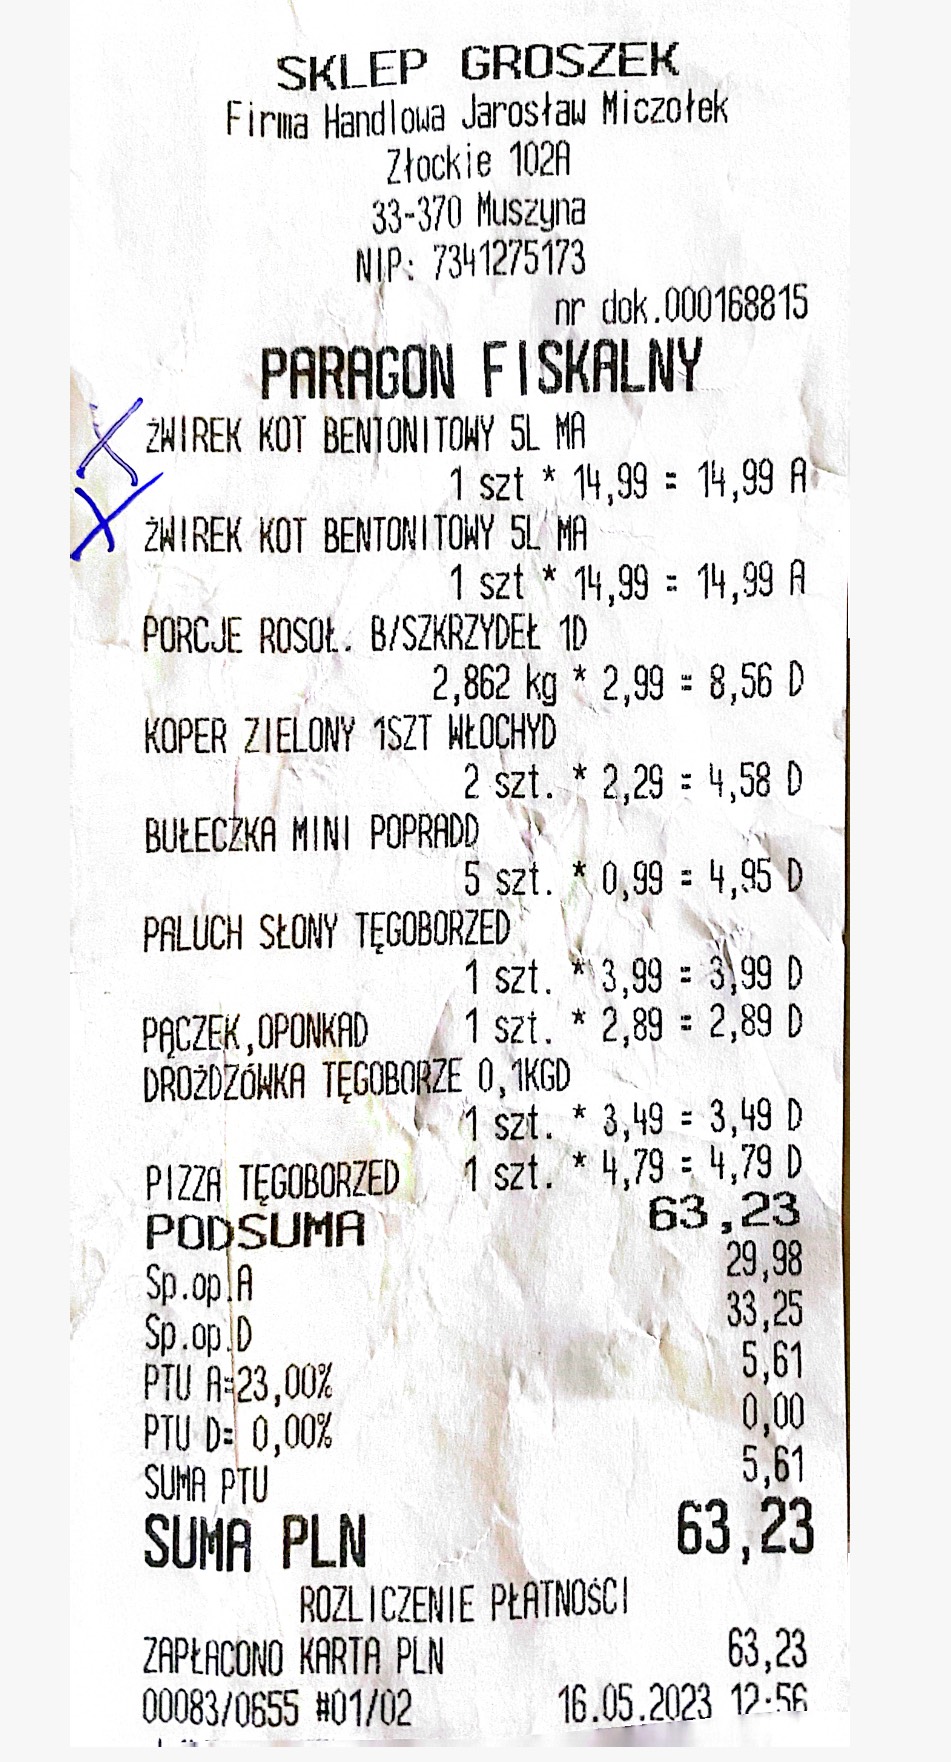 SKLEP GROSZEK
Firma Handlowa Jarosław Miczołek
Złockie 102A
33-370 Muszyna
NIP: 7341275173
nr dok.000168815
PARAGON FISKALNY
ŻWIREK KOT BENTONITOWY 5L MA
1 szt * 14,99 = 14,99 A
ŻWIREK KOT BENTONITOWY 5L MA
1 szt * 14,99 = 14,99 A
PORCJE ROSOŁ. B/SZKRZYDEŁ 1D
2,862 kg * 2,99 = 8,56 D
KOPER ZIELONY 1SZT WŁOCHYD
2 szt. * 2,29 = 4,58 D
BUŁECZKA MINI POPRADD
5 szt. * 0,99 = 4,95 D
PALUCH SŁONY TĘGOBORZED
1 szt. * 3,99 = 3,99 D
PĄCZEK,OPONKAD 1 szt. * 2,89 = 2,89 D
DROŻDZÓWKA TĘGOBORZE 0,1KGD
1 szt. * 3,49 = 3,49 D
PIZZA TĘGOBORZED 1 szt. * 4,79 = 4,79 D
PODSUMA 63,23
Sp.op.A 29,98
Sp.op.D 33,25
PTU A=23,00% 5,61
PTU D= 0,00% 0,00
SUMA PTU 5,61
SUMA PLN 63,23
ROZLICZENIE PŁATNOŚCI
ZAPŁACONO KARTA PLN 63,23
00083/0655 #01/02 16.05.2023 12:56